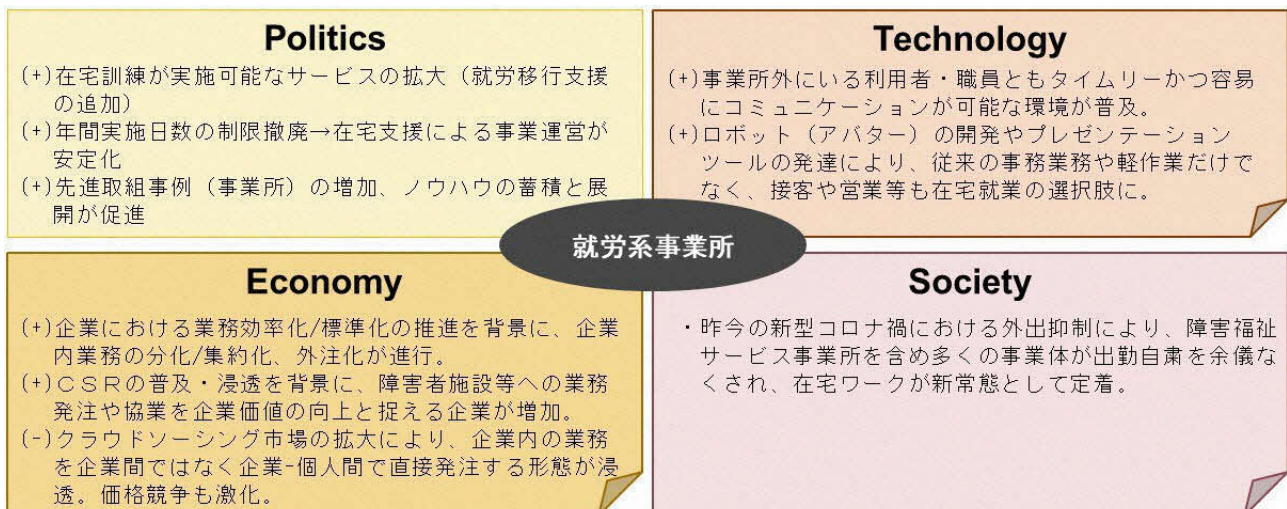 Politics
(+)在宅訓練が実施可能なサービスの拡大（就労移行支援
の追加）
(+)年間実施日数の制限撤廃→在宅支援による事業運営が
安定化
(+)先進取組事例（事業所）の増加、ノウハウの蓄積と展
開が促進
Technology
(+)事業所外にいる利用者・職員ともタイムリーかつ容易
にコミュニケーションが可能な環境が普及。
(+)ロボット（アバター）の開発やプレゼンテーション
ツールの発達により、従来の事務業務や軽作業だけで
なく、接客や営業等も在宅就業の選択肢に。
就労系事業所
Economy
(+)企業における業務効率化/標準化の推進を背景に、企業
内業務の分化/集約化、外注化が進行。
(+)ＣＳＲの普及・浸透を背景に、障害者施設等への業務
発注や協業を企業価値の向上と捉える企業が増加。
(-)クラウドソーシング市場の拡大により、企業内の業務
を企業間ではなく企業-個人間で直接発注する形態が浸
透。価格競争も激化。
Society
・昨今の新型コロナ禍における外出抑制により、障害福祉
サービス事業所を含め多くの事業体が出勤自粛を余儀な
くされ、在宅ワークが新常態として定着。